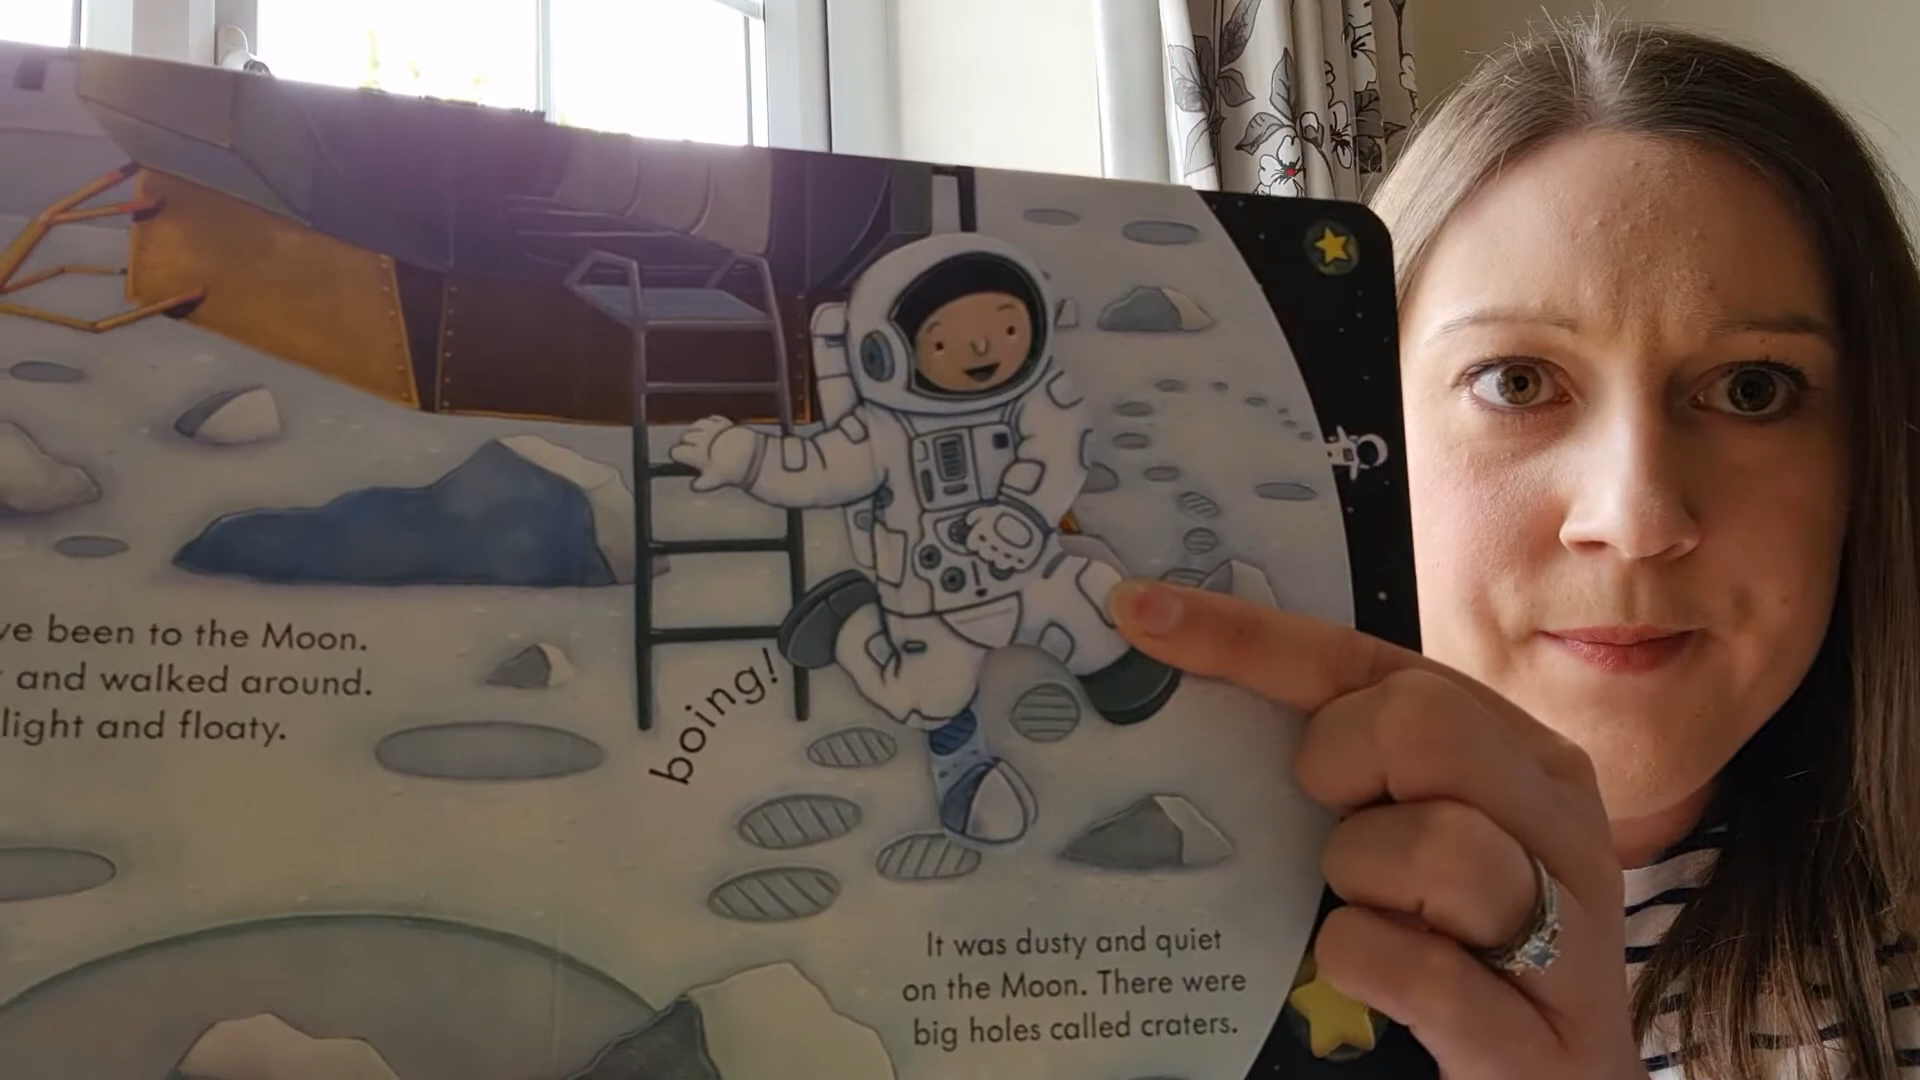 ve been to the Moon.
and walked around.
light and floaty.
boing!
It was dusty and quiet
on the Moon. There were
big holes called craters.